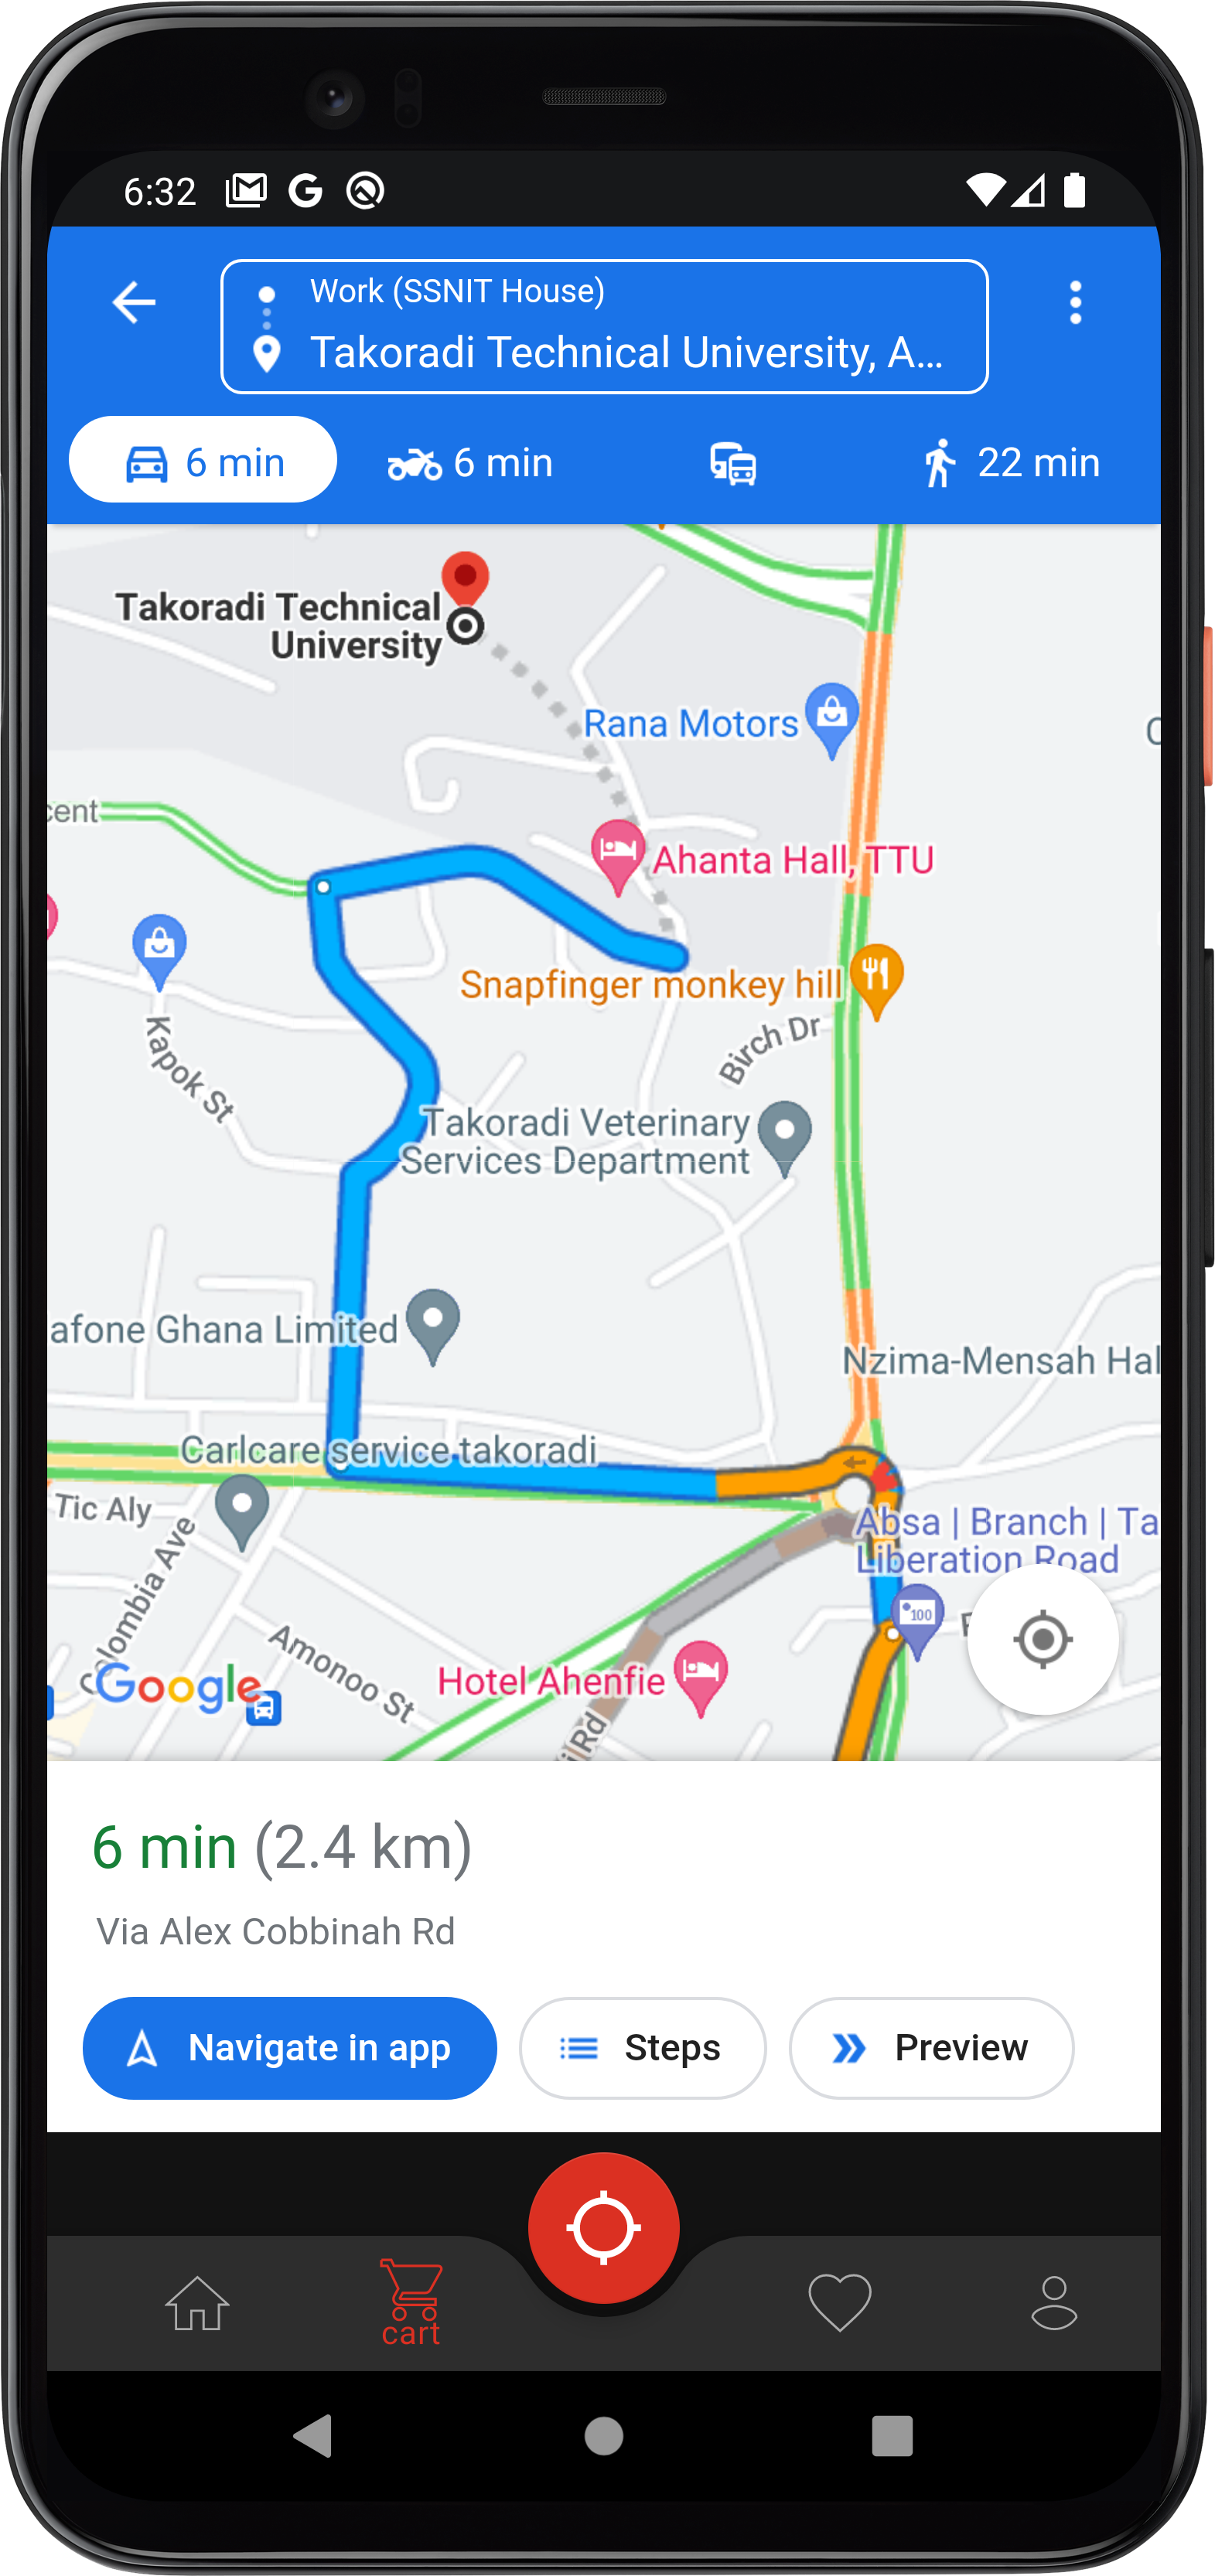 6:32
Work (SSNIT House)
Takoradi Technical University, A...
6 min
6 min
22 min
Takoradi Technical
University
Rana Motors
cent
Ahanta Hall, TTU
Snapfinger monkey hill
Birch Dr
Kapok St
Takoradi Veterinary
Services Department
afone Ghana Limited
Nzima-Mensah Hal
Carlcare service takoradi
Tic Aly
Absa | Branch | Ta
Liberation Road
100
olombia Ave
Amonoo St
Google
Hotel Ahenfie
Rd
6 min (2.4 km)
Via Alex Cobbinah Rd
Navigate in app
Steps
Preview
cart